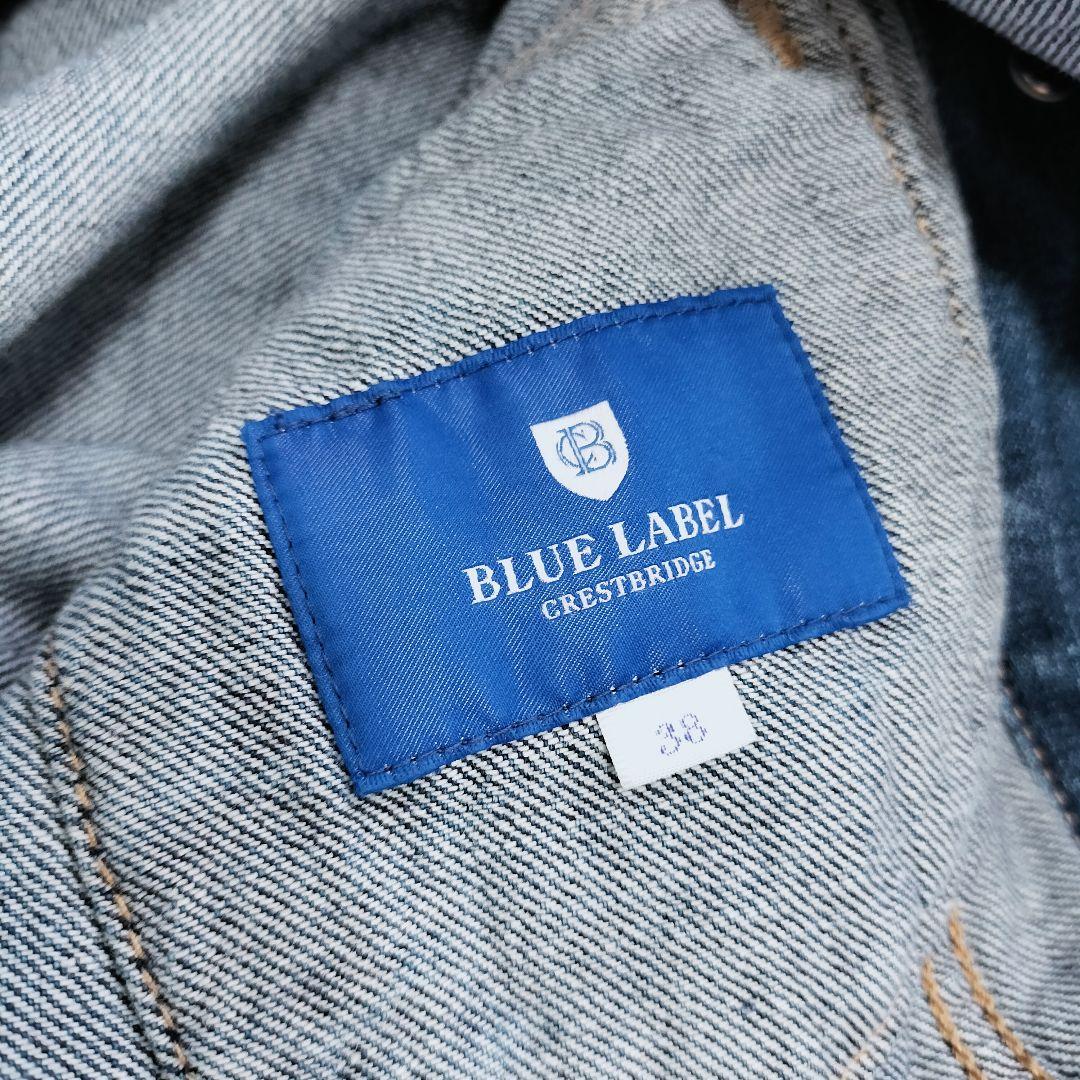 CB
BLUE LABEL
CRESTBRIDGE
38